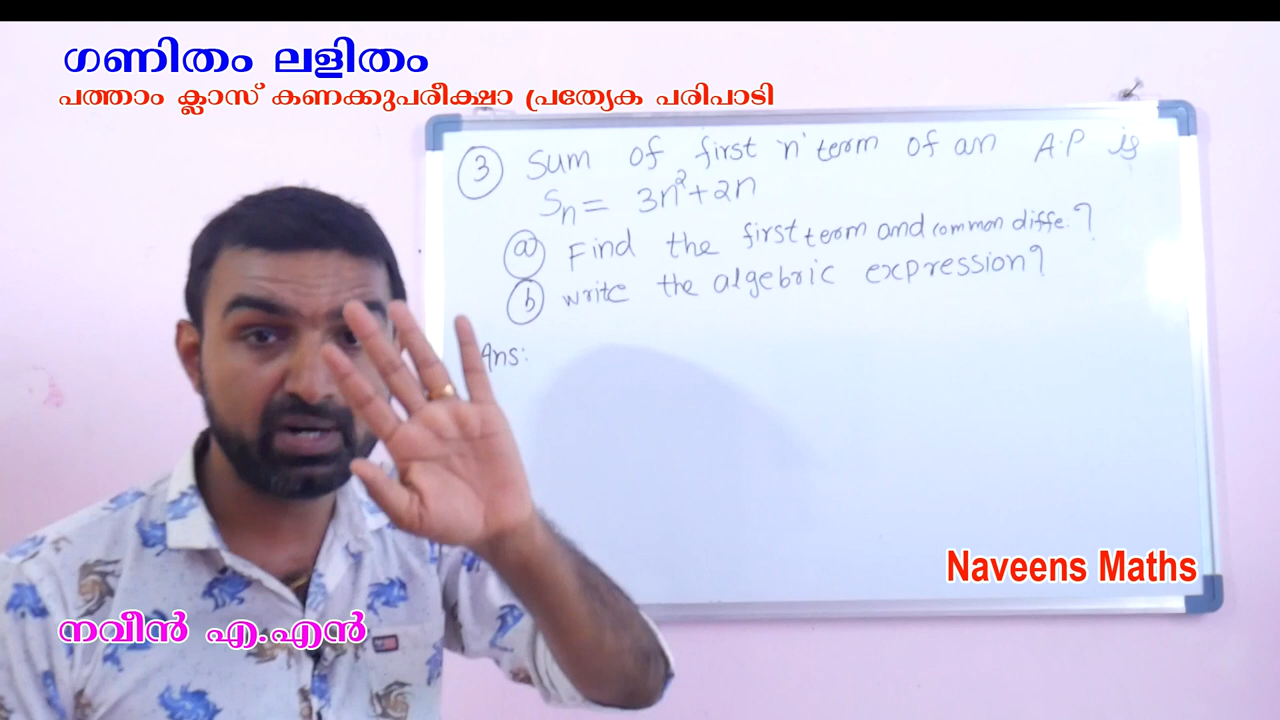 ഗണിതം ലളിതം
പത്താം ക്ലാസ് കണക്കുപരീക്ഷാ പ്രത്യേക പരിപാടി
3 Sum of first 'n' term of an A.P is
Sn = 3n²+2n
a Find the first term and common diffe.?
b write the algebric expression?
Ans:
Naveens Maths
നവീൻ എ.എൻ